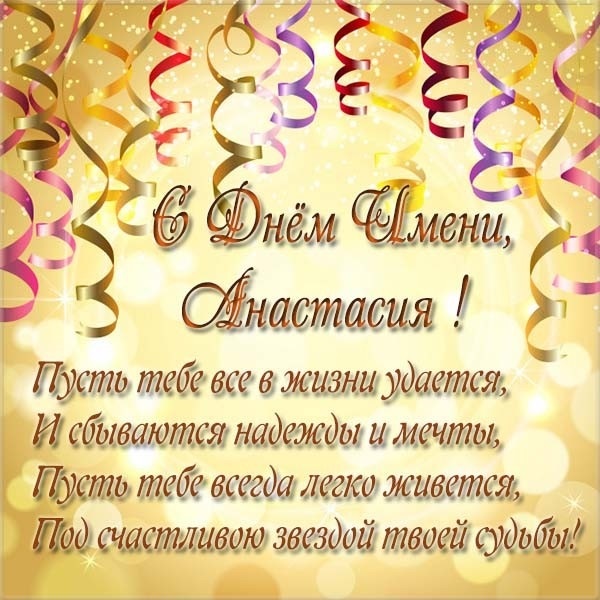 С Днём Имени,
Анастасия !
Пусть тебе все в жизни удается,
И сбываются надежды и мечты,
Пусть тебе всегда легко живется,
Под счастливою звездой твоей судьбы!